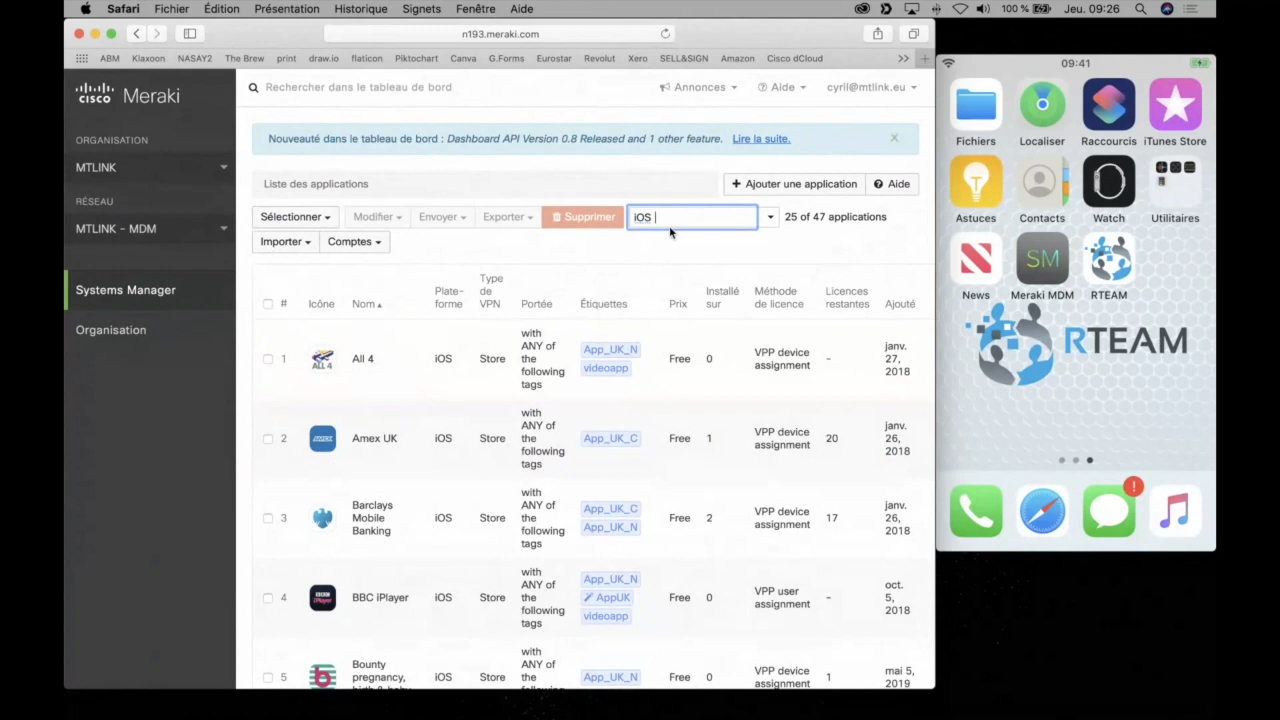 Safari Fichier Édition Présentation Historique Signets Fenêtre Aide 100 % Jeu. 09:26
n193.meraki.com
ABM Klaxoon NASAY2 The Brew print draw.io flaticon Piktochart Canva G.Forms Eurostar Revolut Xero SELL&SIGN Amazon Cisco dCloud >> +
CISCO Meraki
ORGANISATION
MTLINK
RÉSEAU
MTLINK - MDM
Systems Manager
Organisation
Rechercher dans le tableau de bord Annonces Aide cyril@mtlink.eu
Nouveauté dans le tableau de bord : Dashboard API Version 0.8 Released and 1 other feature. Lire la suite. ×
Liste des applications + Ajouter une application Aide
Sélectionner Modifier Envoyer Exporter Supprimer iOS 25 of 47 applications
Importer Comptes
# Icône Nom Plate-forme Type de VPN Portée Étiquettes Prix Installé sur Méthode de licence Licences restantes Ajouté
1 ALL 4 All 4 iOS Store with ANY of the following tags App_UK_N videoapp Free 0 VPP device assignment - janv. 27, 2018
2 AMEX Amex UK iOS Store with ANY of the following tags App_UK_C Free 1 VPP device assignment 20 janv. 26, 2018
3 Barclays Mobile Banking iOS Store with ANY of the following tags App_UK_C App_UK_N Free 2 VPP device assignment 17 janv. 26, 2018
4 BBC iPlayer BBC iPlayer iOS Store with ANY of the following tags App_UK_N AppUK videoapp Free 0 VPP user assignment - oct. 5, 2018
5 b Bounty pregnancy, birth & baby iOS Store with ANY of the following App_UK_N Free 0 VPP device assignment 1 mai 5, 2019
09:41
Fichiers Localiser Raccourcis iTunes Store
Astuces Contacts Watch Utilitaires
SM
News Meraki MDM RTEAM
RTEAM
!